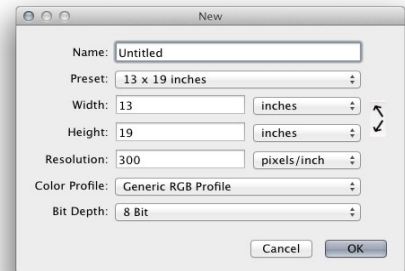 New
Name: Untitled
Preset: 13 x 19 inches
Width: 13 inches
Height: 19 inches
Resolution: 300 pixels/inch
Color Profile: Generic RGB Profile
Bit Depth: 8 Bit
Cancel OK